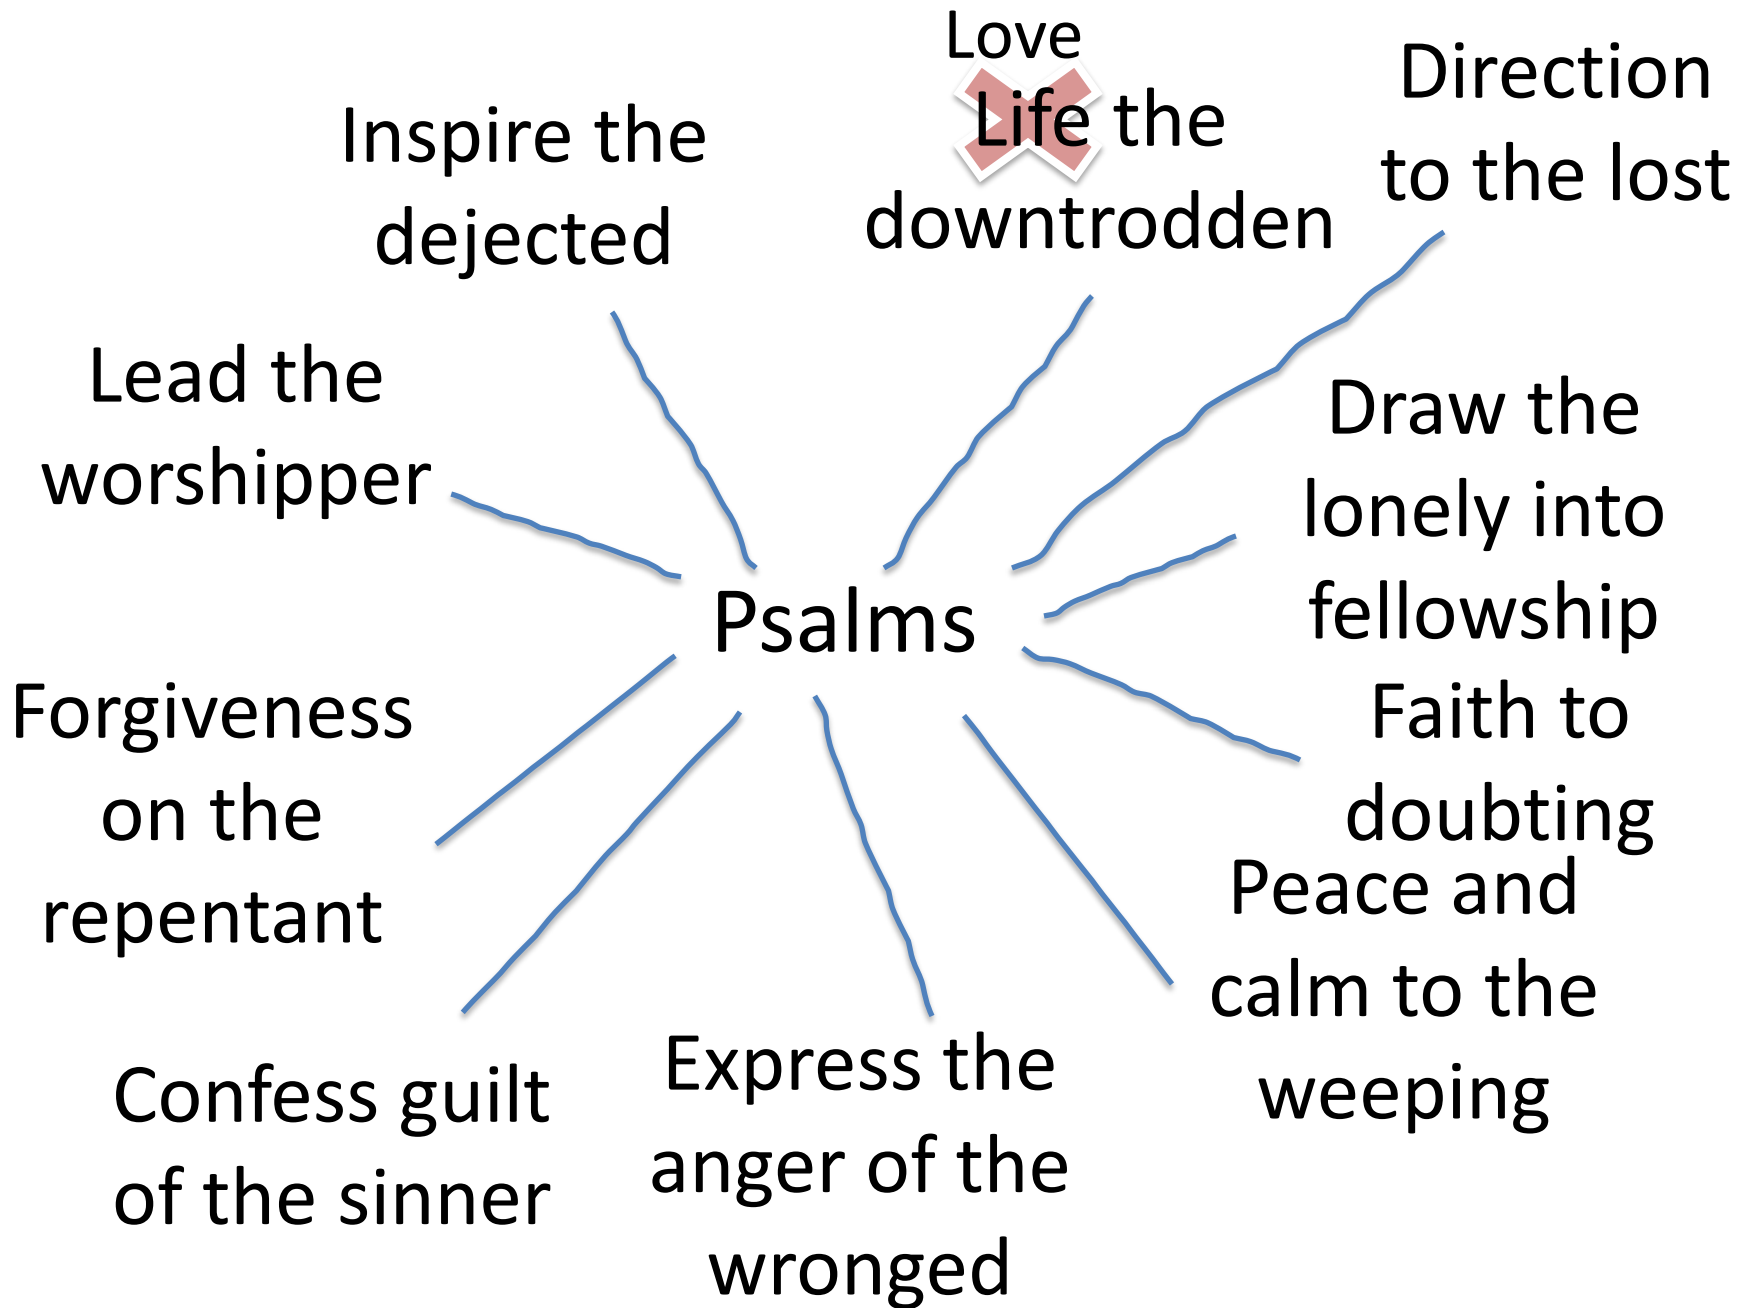 Love
Life the
downtrodden
Direction
to the lost
Inspire the
dejected
Lead the
worshipper
Draw the
lonely into
fellowship
Psalms
Faith to
doubting
Forgiveness
on the
repentant
Peace and
calm to the
weeping
Express the
anger of the
wronged
Confess guilt
of the sinner